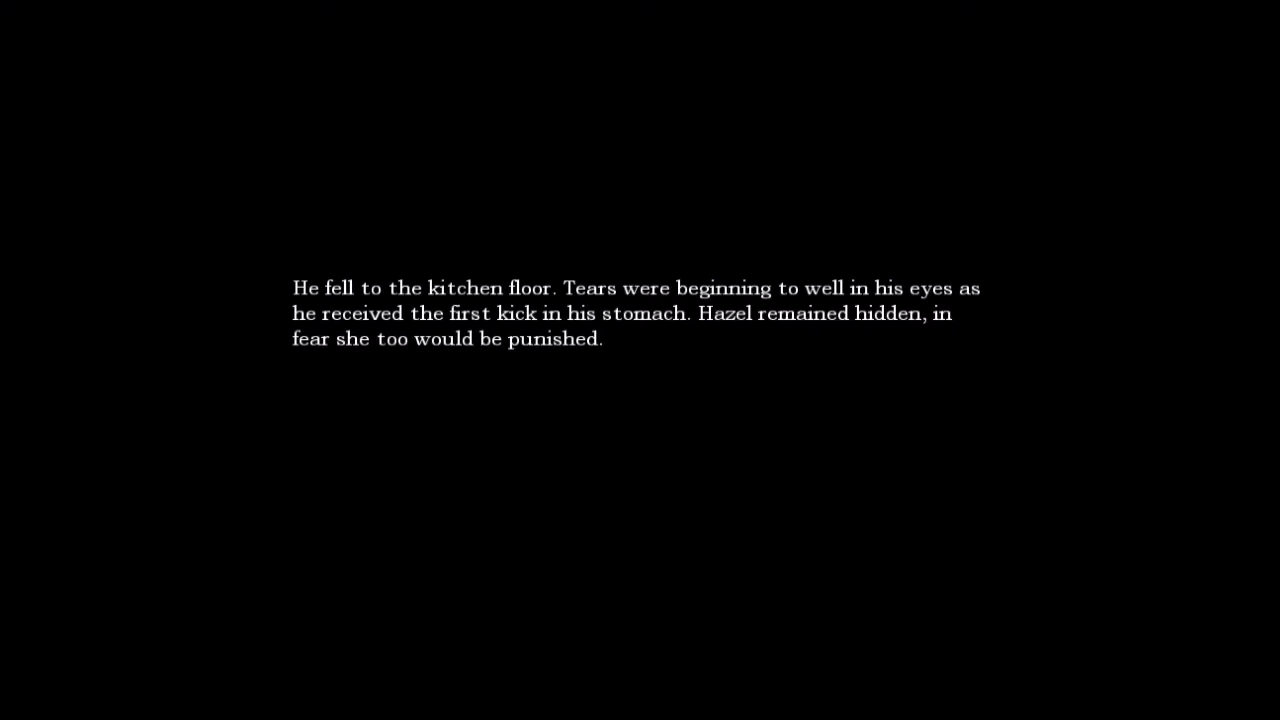 He fell to the kitchen floor. Tears were beginning to well in his eyes as
he received the first kick in his stomach. Hazel remained hidden, in
fear she too would be punished.